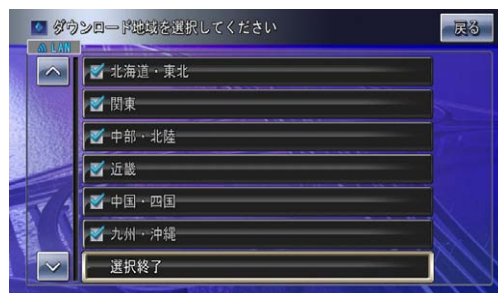 ダウンロード地域を選択してください
戻る
LAN
北海道・東北
関東
中部・北陸
近畿
中国・四国
九州・沖縄
選択終了